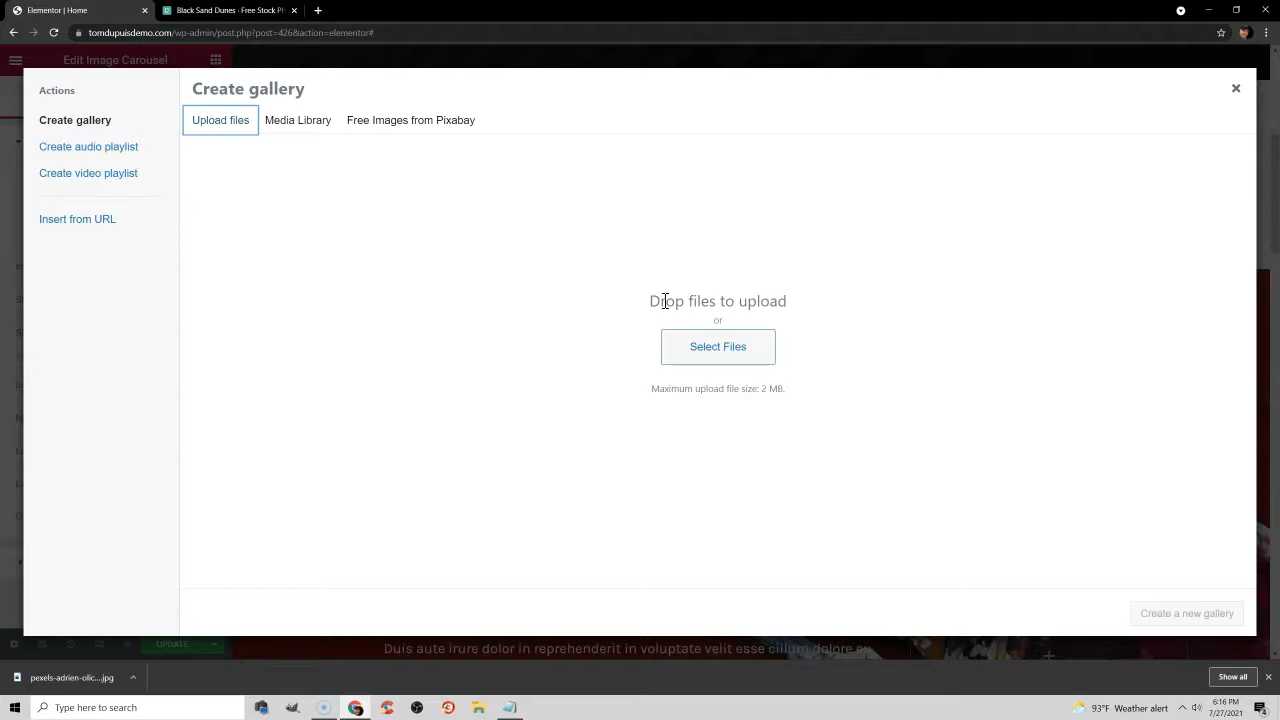 Elementor | Home
Black Sand Dunes · Free Stock Ph
tomdupuisdemo.com/wp-admin/post.php?post=426&action=elementor#
Edit Image Carousel
Actions
Create gallery
Create audio playlist
Create video playlist
Insert from URL
Create gallery
Upload files
Media Library
Free Images from Pixabay
Drop files to upload
or
Select Files
Maximum upload file size: 2 MB.
Create a new gallery
UPDATE
Duis aute irure dolor in reprehenderit in voluptate velit esse cillum dolore eu
pexels-adrien-olic....jpg
Show all
Type here to search
93°F Weather alert
6:16 PM
7/27/2021
4